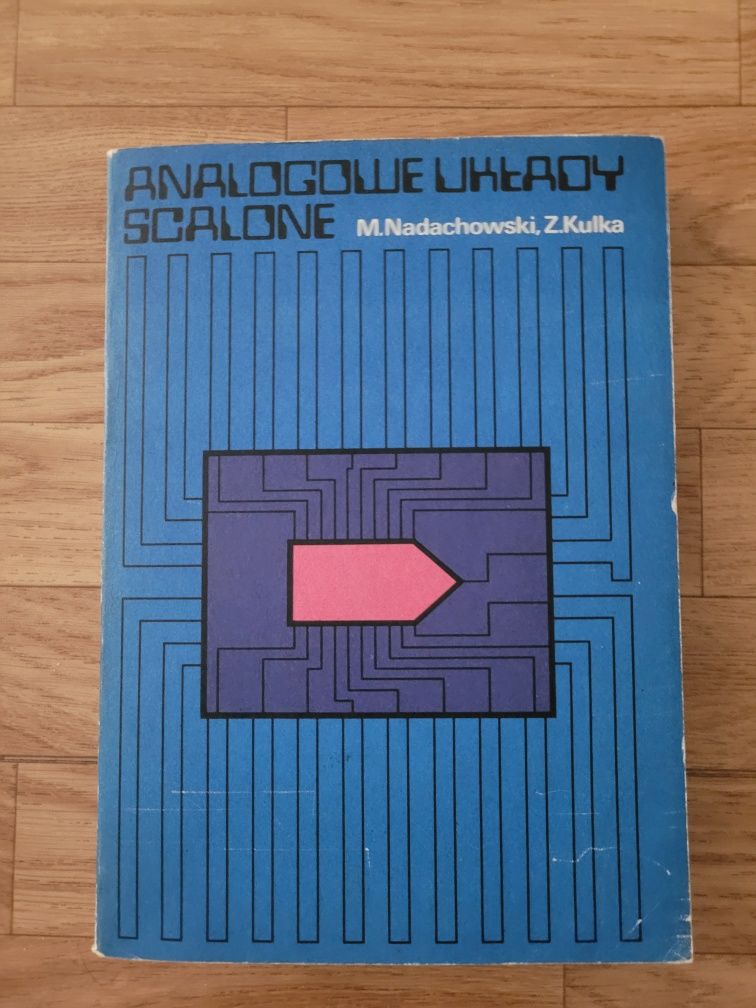 ANALOGOWE UKŁADY
SCALONE
M.Nadachowski, Z.Kulka